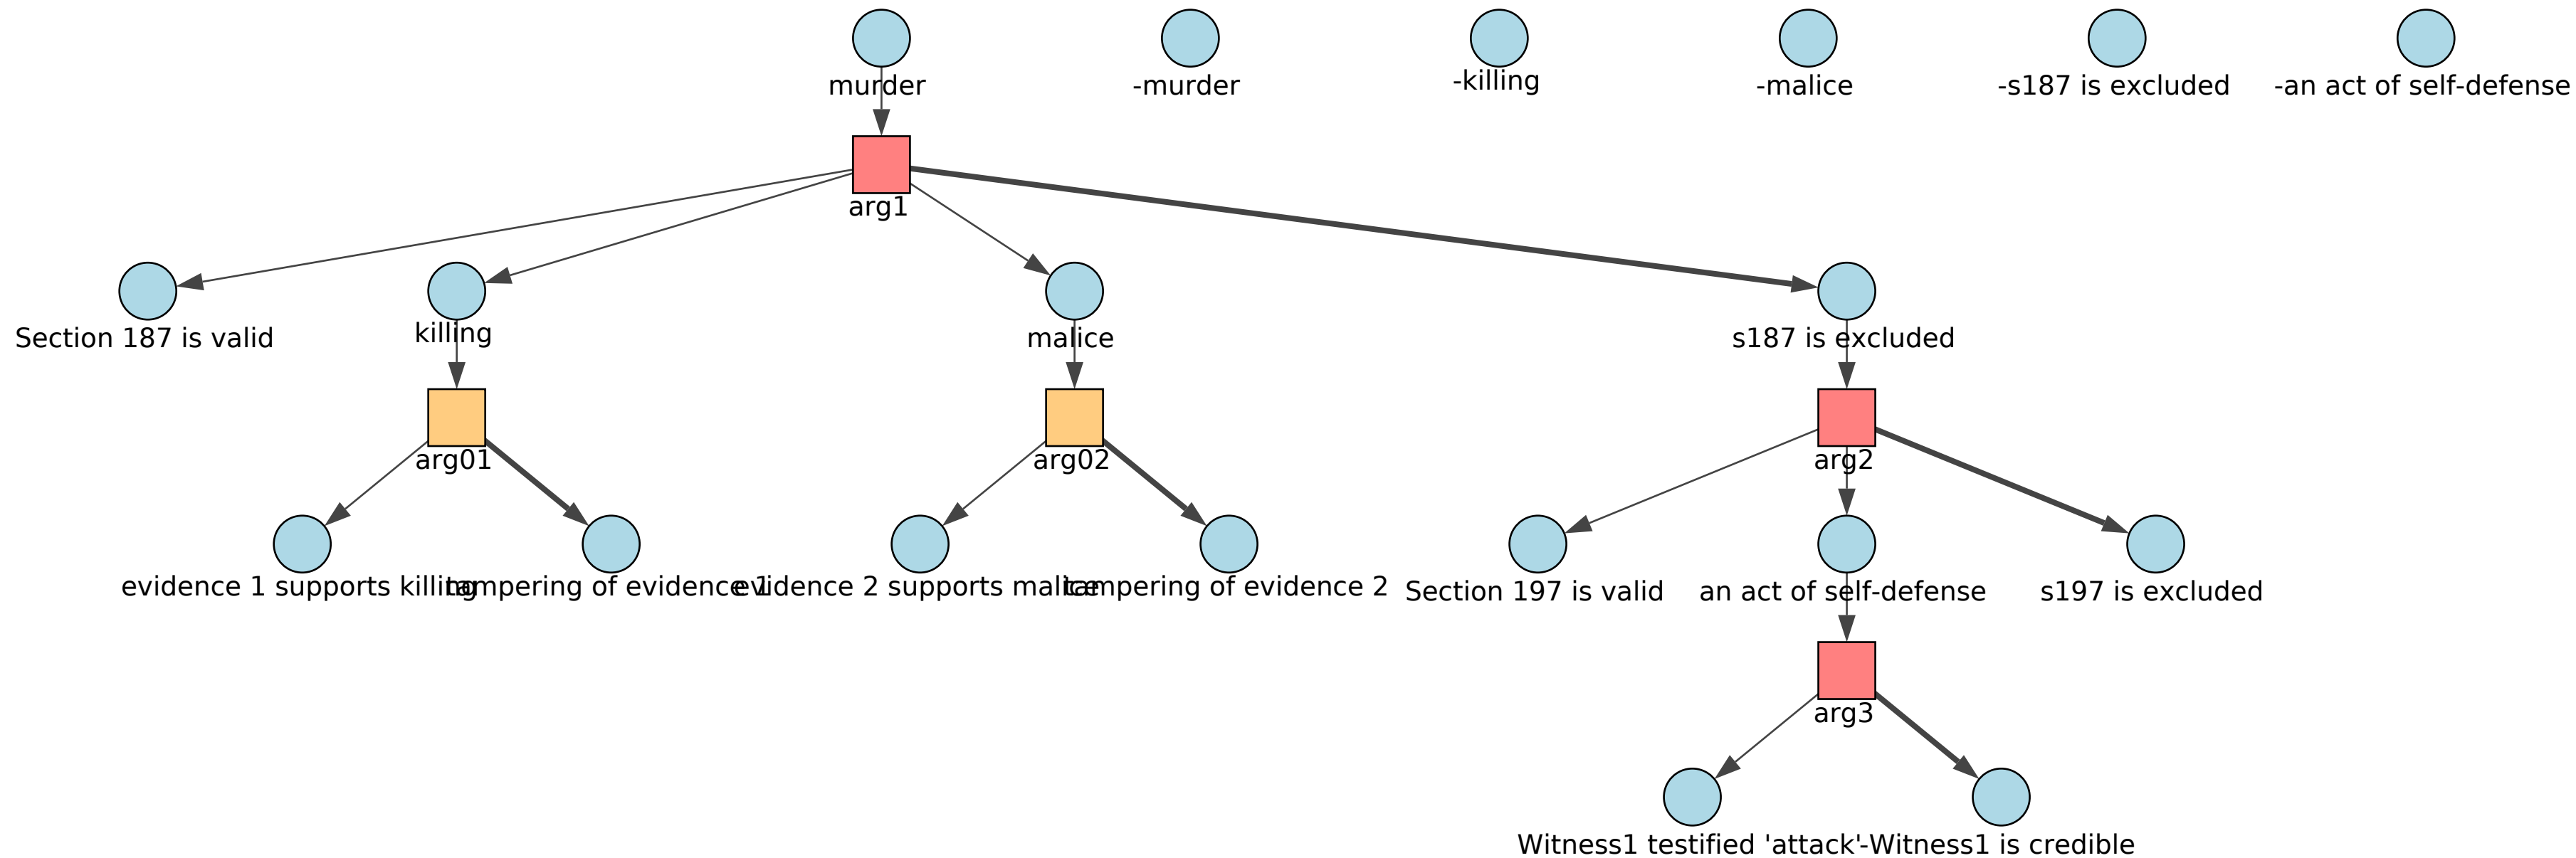 murder
-murder
-killing
-malice
-s187 is excluded
-an act of self-defense
arg1
Section 187 is valid
killing
malice
s187 is excluded
arg01
arg02
arg2
evidence 1 supports killing
tampering of evidence 1
evidence 2 supports malice
tampering of evidence 2
Section 197 is valid
an act of self-defense
s197 is excluded
arg3
Witness1 testified 'attack'
-Witness1 is credible